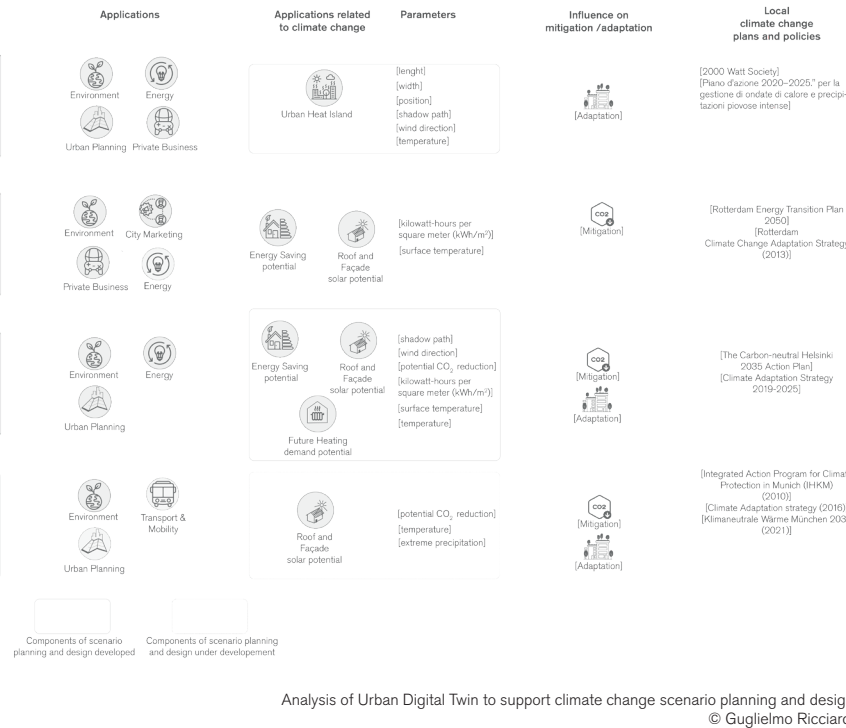 Applications
Applications related
to climate change
Parameters
Influence on
mitigation /adaptation
Local
climate change
plans and policies
Environment
Energy
Urban Planning
Private Business
Urban Heat Island
[lenght]
[width]
[position]
[shadow path]
[wind direction]
[temperature]
[Adaptation]
[2000 Watt Society]
[Piano d'azione 2020–2025." per la
gestione di ondate di calore e precipi-
tazioni piovose intense]
Environment
City Marketing
Private Business
Energy
Energy Saving
potential
Roof and
Façade
solar potential
[kilowatt-hours per
square meter (kWh/m²)]
[surface temperature]
CO2
[Mitigation]
[Rotterdam Energy Transition Plan
2050]
[Rotterdam
Climate Change Adaptation Strategy
(2013)]
Environment
Energy
Urban Planning
Energy Saving
potential
Roof and
Façade
solar potential
Future Heating
demand potential
[shadow path]
[wind direction]
[potential CO₂ reduction]
[kilowatt-hours per
square meter (kWh/m²)]
[surface temperature]
[temperature]
CO2
[Mitigation]
[Adaptation]
[The Carbon-neutral Helsinki
2035 Action Plan]
[Climate Adaptation Strategy
2019-2025]
Environment
Transport &
Mobility
Urban Planning
Roof and
Façade
solar potential
[potential CO₂ reduction]
[temperature]
[extreme precipitation]
CO2
[Mitigation]
[Adaptation]
[Integrated Action Program for Clima
Protection in Munich (IHKM)
(2010)]
[Climate Adaptation strategy (2016)
[Klimaneutrale Wärme München 203
(2021)]
Components of scenario
planning and design developed
Components of scenario planning
and design under developement
Analysis of Urban Digital Twin to support climate change scenario planning and desig
© Guglielmo Ricciar